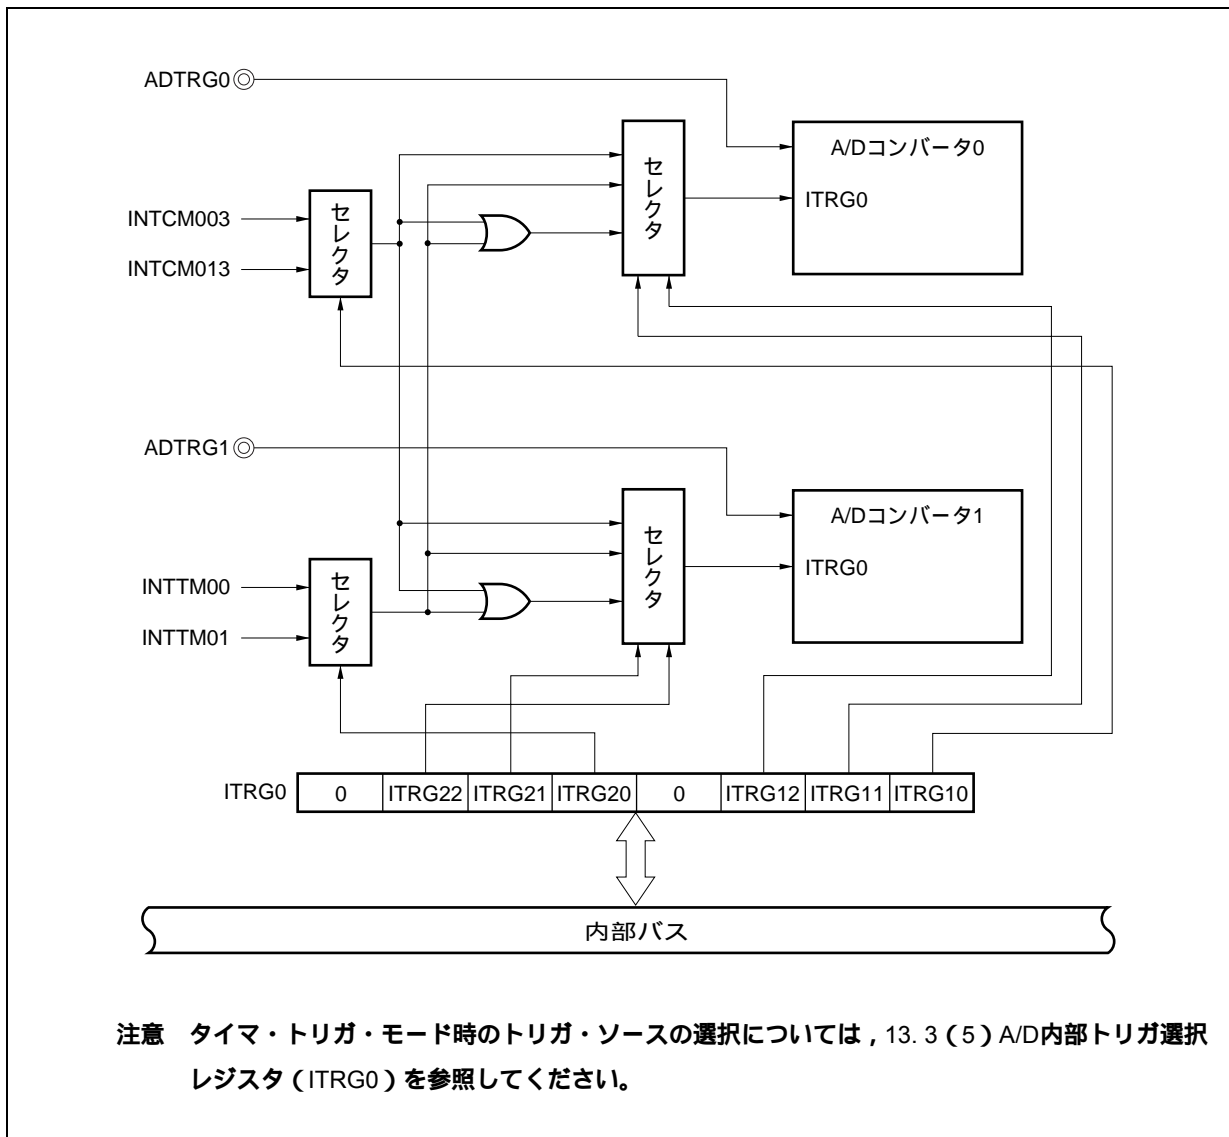 ADTRG0
セレクタ
A/Dコンバータ0
ITRG0
セレクタ
INTCM003
INTCM013
ADTRG1
セレクタ
A/Dコンバータ1
ITRG0
セレクタ
INTTM00
INTTM01
ITRG0 0 ITRG22 ITRG21 ITRG20 0 ITRG12 ITRG11 ITRG10
内部バス
注意 タイマ・トリガ・モード時のトリガ・ソースの選択については，13. 3（5）A/D内部トリガ選択
レジスタ（ITRG0）を参照してください。